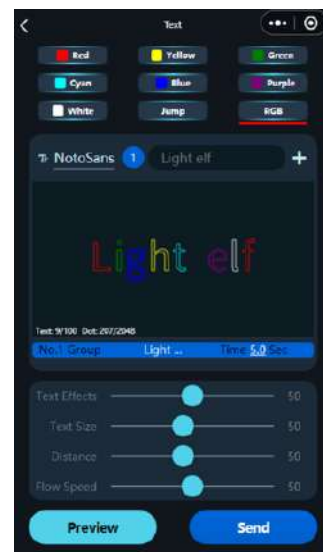 Text
Red Yellow Green
Cyan Blue Purple
White Jump RGB
NotoSans 1 Light elf +
Light elf
Text: 9/100 Dot: 207/2048
No.1 Group Light ... Time 5.0 Sec
Text Effects 50
Text Size 50
Distance 50
Flow Speed 50
Preview Send